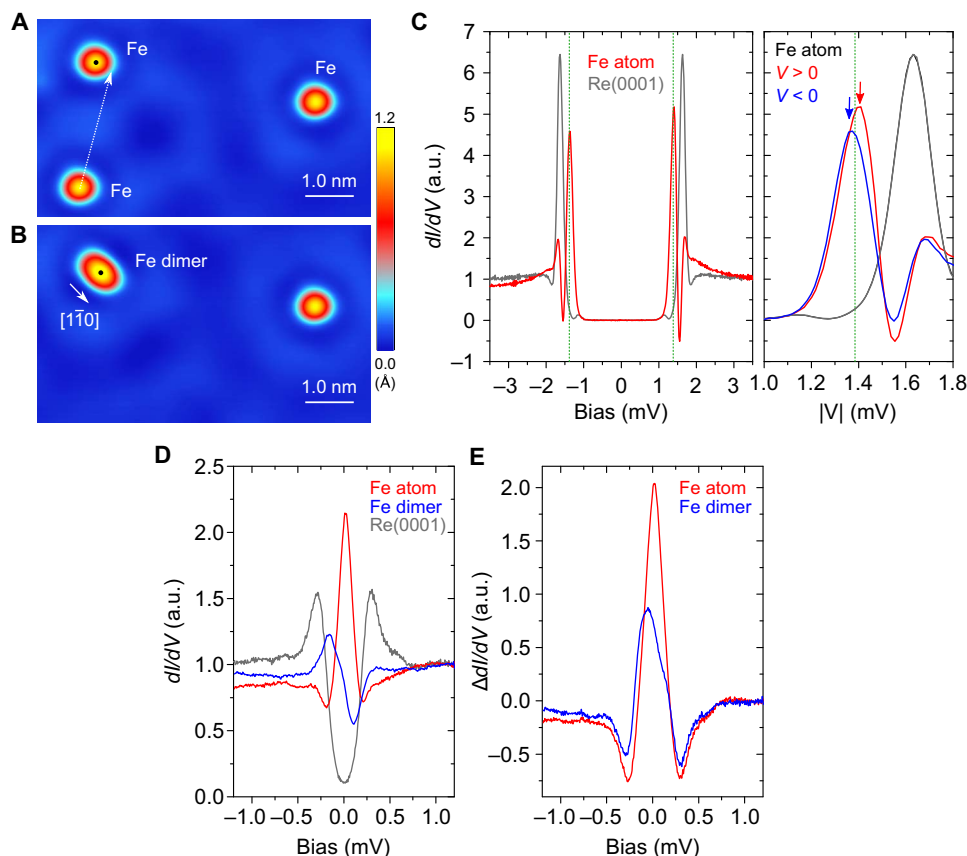 A
Fe
Fe
Fe
1.0 nm
1.2
0.0
(Å)
B
Fe dimer
[11̅0]
1.0 nm
C
7
6
5
4
3
2
1
0
−1
dI/dV (a.u.)
Fe atom
Re(0001)
−3 −2 −1 0 1 2 3
Bias (mV)
Fe atom
V > 0
V < 0
1.0 1.2 1.4 1.6 1.8
|V| (mV)
D
2.5
2.0
1.5
1.0
0.5
0.0
dI/dV (a.u.)
Fe atom
Fe dimer
Re(0001)
−1.0 −0.5 0.0 0.5 1.0
Bias (mV)
E
2.0
1.5
1.0
0.5
0.0
−0.5
ΔdI/dV (a.u.)
Fe atom
Fe dimer
−1.0 −0.5 0.0 0.5 1.0
Bias (mV)